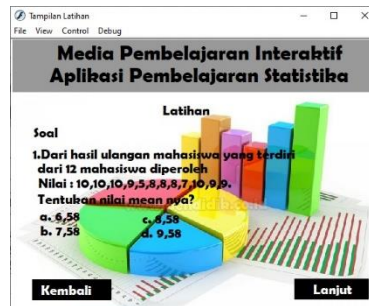 Tampilan Latihan
File View Control Debug
Media Pembelajaran Interaktif
Aplikasi Pembelajaran Statistika
Latihan
Soal
1.Dari hasil ulangan mahasiswa yang terdiri
dari 12 mahasiswa diperoleh
Nilai : 10,10,10,9,5,8,8,8,7,10,9,9.
Tentukan nilai mean nya?
a. 6,58 c. 8,58
b. 7,58 d. 9,58
Kembali Lanjut